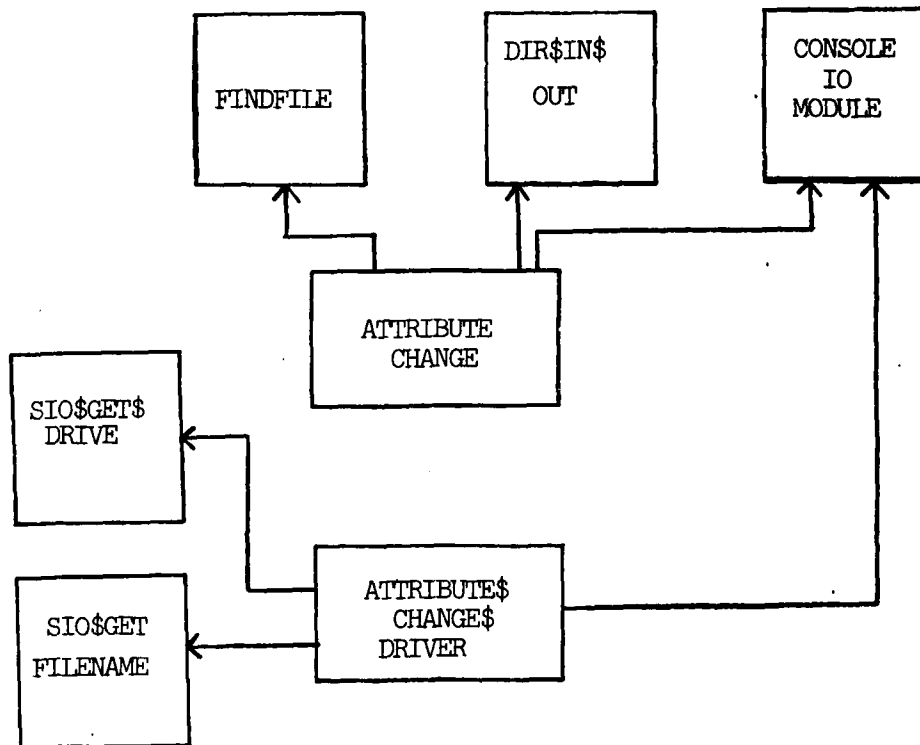 FINDFILE
DIR$IN$
OUT
CONSOLE
IO
MODULE
ATTRIBUTE
CHANGE
SIO$GET$
DRIVE
ATTRIBUTE$
CHANGE$
DRIVER
SIO$GET
FILENAME